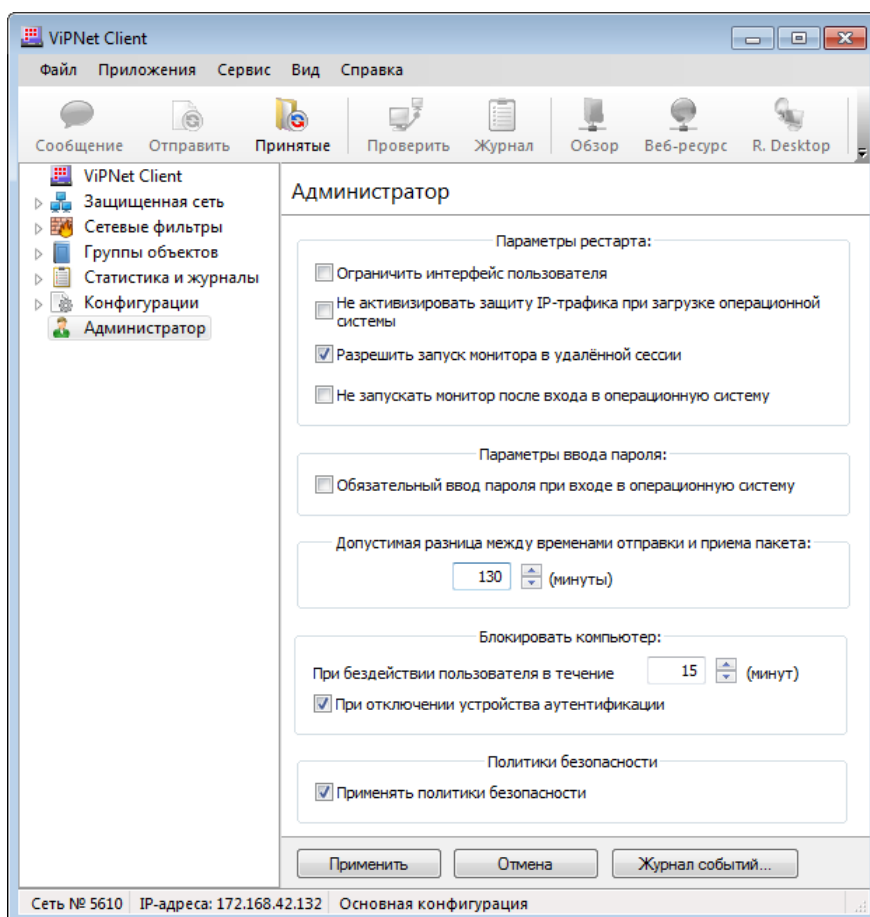 ViPNet Client
Файл Приложения Сервис Вид Справка
Сообщение Отправить Принятые Проверить Журнал Обзор Веб-ресурс R. Desktop
ViPNet Client
Защищенная сеть
Сетевые фильтры
Группы объектов
Статистика и журналы
Конфигурации
Администратор
Администратор
Параметры рестарта:
Ограничить интерфейс пользователя
Не активизировать защиту IP-трафика при загрузке операционной
системы
Разрешить запуск монитора в удалённой сессии
Не запускать монитор после входа в операционную систему
Параметры ввода пароля:
Обязательный ввод пароля при входе в операционную систему
Допустимая разница между временами отправки и приема пакета:
130 (минуты)
Блокировать компьютер:
При бездействии пользователя в течение 15 (минут)
При отключении устройства аутентификации
Политики безопасности
Применять политики безопасности
Применить Отмена Журнал событий...
Сеть № 5610 IP-адреса: 172.168.42.132 Основная конфигурация